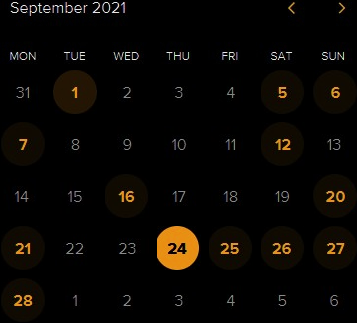 September 2021
MON TUE WED THU FRI SAT SUN
31 1 2 3 4 5 6
7 8 9 10 11 12 13
14 15 16 17 18 19 20
21 22 23 24 25 26 27
28 1 2 3 4 5 6